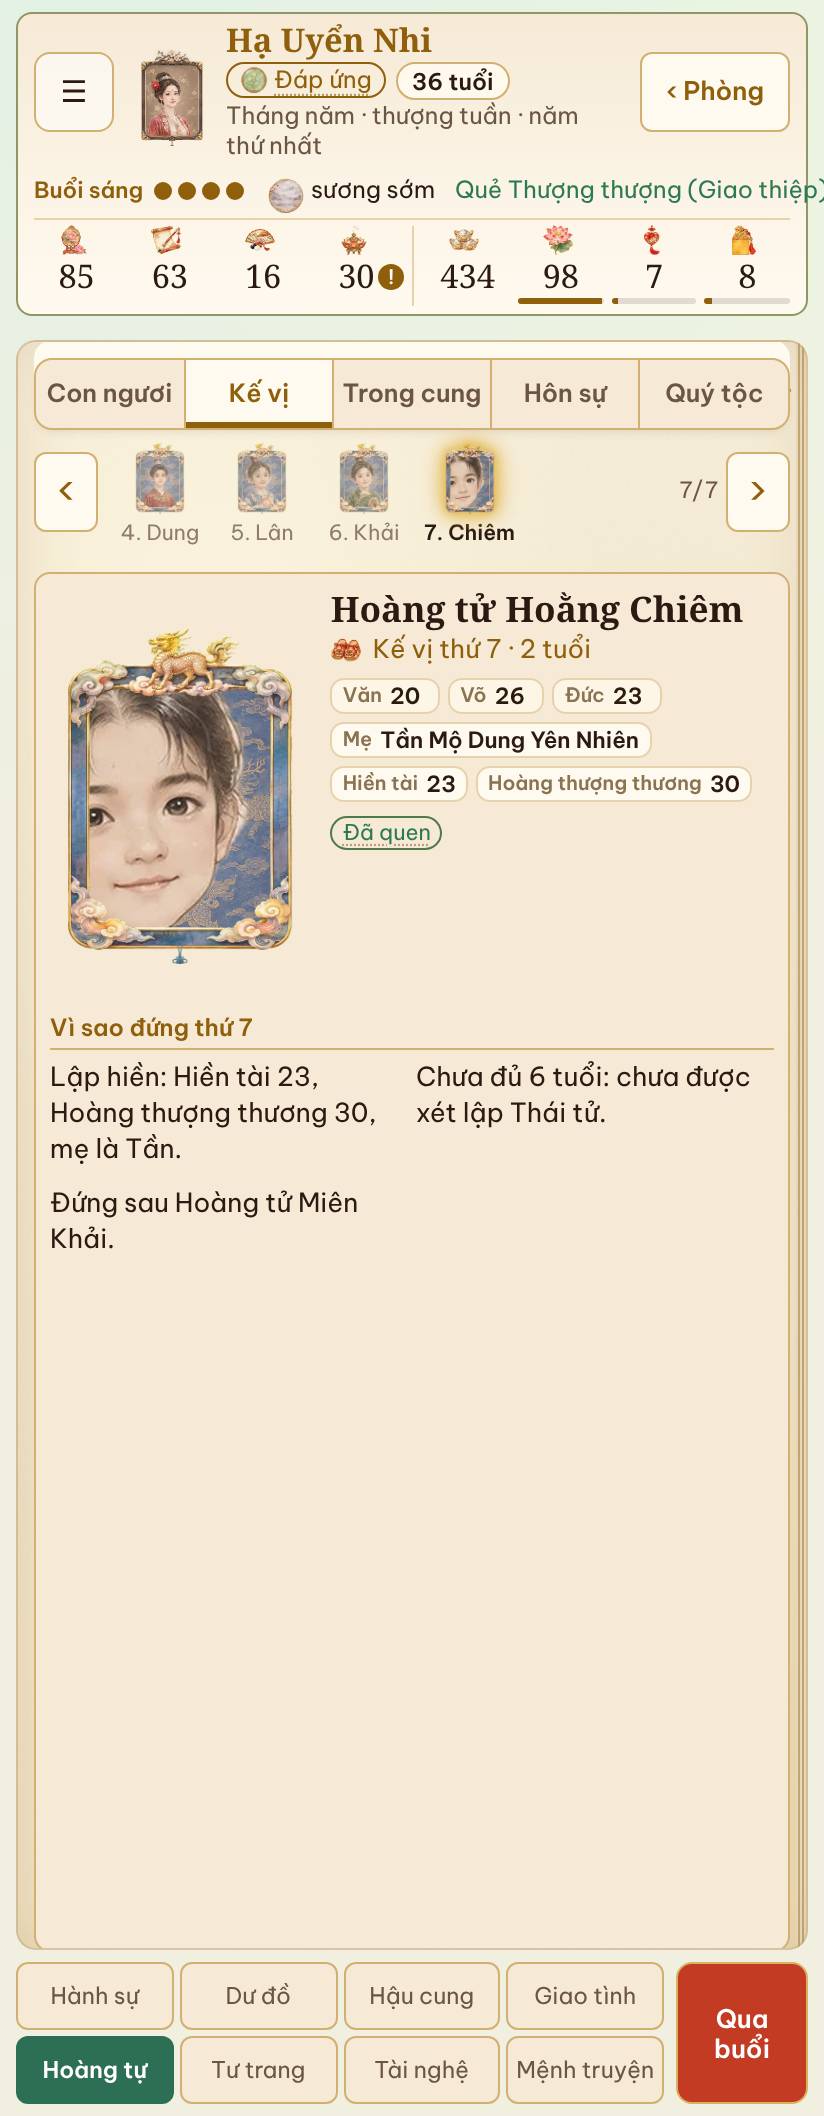 Hạ Uyển Nhi
☰
Đáp ứng
36 tuổi
‹ Phòng
Tháng năm · thượng tuần · năm
thứ nhất
Buổi sáng
sương sớm
Quẻ Thượng thượng (Giao thiệp)
85
63
16
30
!
434
98
7
8
Con ngươi
Kế vị
Trong cung
Hôn sự
Quý tộc
‹
4. Dung
5. Lân
6. Khải
7. Chiêm
7/7
›
Hoàng tử Hoằng Chiêm
Kế vị thứ 7 · 2 tuổi
Văn 20
Võ 26
Đức 23
Mẹ Tần Mộ Dung Yên Nhiên
Hiền tài 23
Hoàng thượng thương 30
Đã quen
Vì sao đứng thứ 7
Lập hiền: Hiền tài 23,
Hoàng thượng thương 30,
mẹ là Tần.
Đứng sau Hoàng tử Miên
Khải.
Chưa đủ 6 tuổi: chưa được
xét lập Thái tử.
Hành sự
Dư đồ
Hậu cung
Giao tình
Qua
buổi
Hoàng tự
Tư trang
Tài nghệ
Mệnh truyện